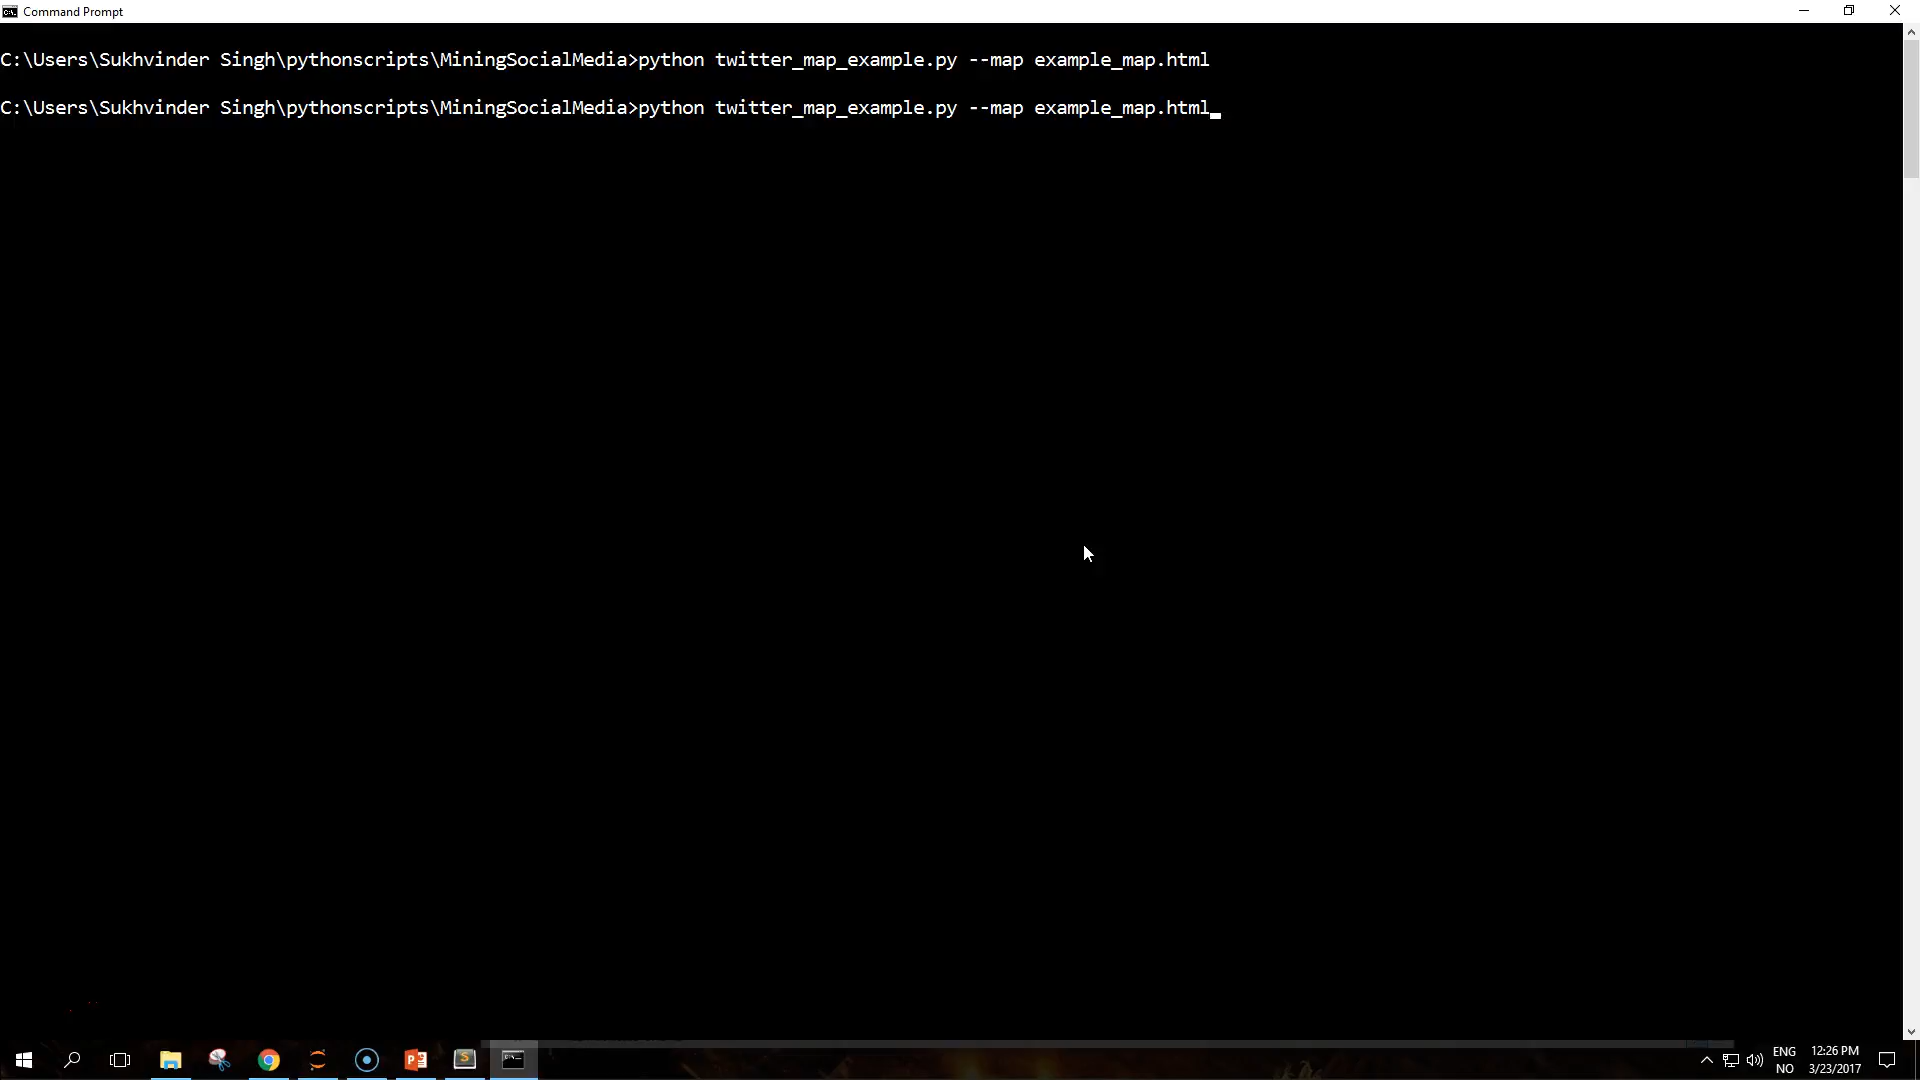 Command Prompt
C:\Users\Sukhvinder Singh\pythonscripts\MiningSocialMedia>python twitter_map_example.py --map example_map.html
C:\Users\Sukhvinder Singh\pythonscripts\MiningSocialMedia>python twitter_map_example.py --map example_map.html
ENG 12:26 PM
NO 3/23/2017